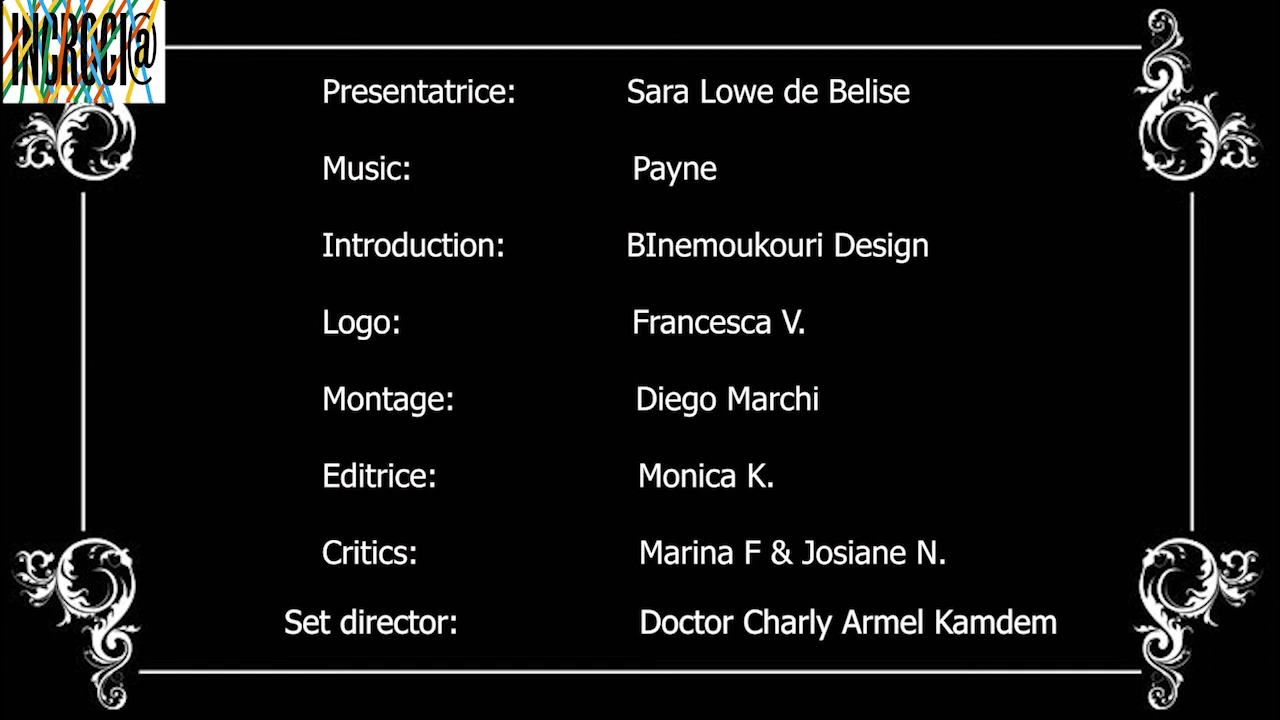 INCRCCI@
Presentatrice: Sara Lowe de Belise
Music: Payne
Introduction: BInemoukouri Design
Logo: Francesca V.
Montage: Diego Marchi
Editrice: Monica K.
Critics: Marina F & Josiane N.
Set director: Doctor Charly Armel Kamdem